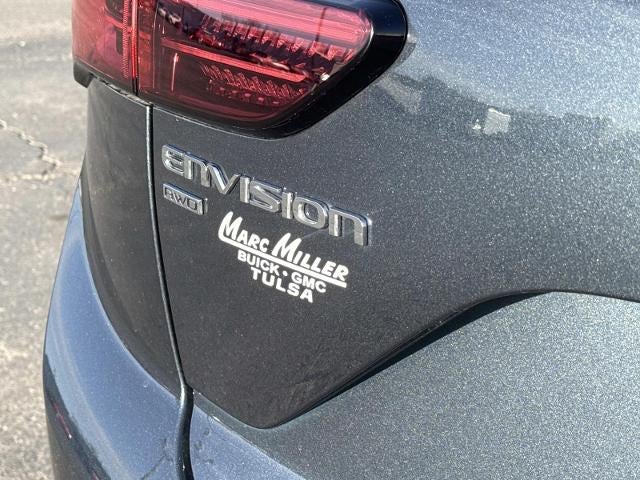 ENVISION
AWD
MARC MILLER
BUICK • GMC
TULSA